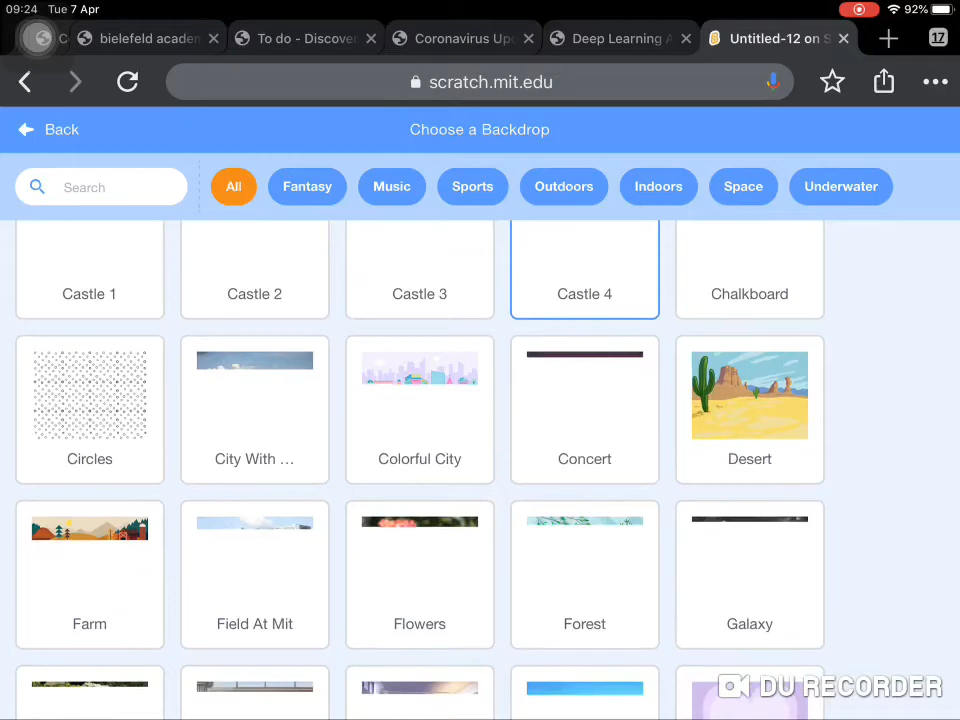 09:24 Tue 7 Apr 92%
bielefeld acaden To do - Discover Coronavirus Up Deep Learning Untitled-12 on S 17
scratch.mit.edu
Back Choose a Backdrop
Search All Fantasy Music Sports Outdoors Indoors Space Underwater
Castle 1 Castle 2 Castle 3 Castle 4 Chalkboard
Circles City With ... Colorful City Concert Desert
Farm Field At Mit Flowers Forest Galaxy
DU RECORDER